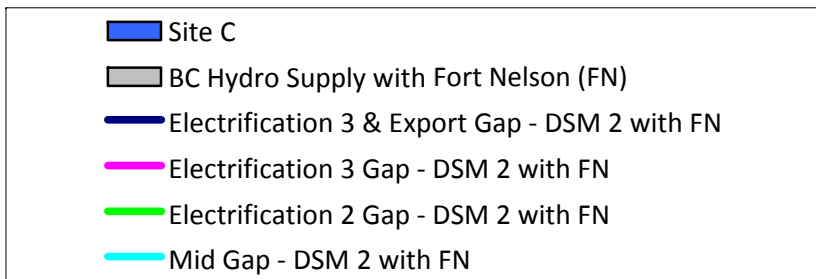 Site C
BC Hydro Supply with Fort Nelson (FN)
Electrification 3 & Export Gap - DSM 2 with FN
Electrification 3 Gap - DSM 2 with FN
Electrification 2 Gap - DSM 2 with FN
Mid Gap - DSM 2 with FN